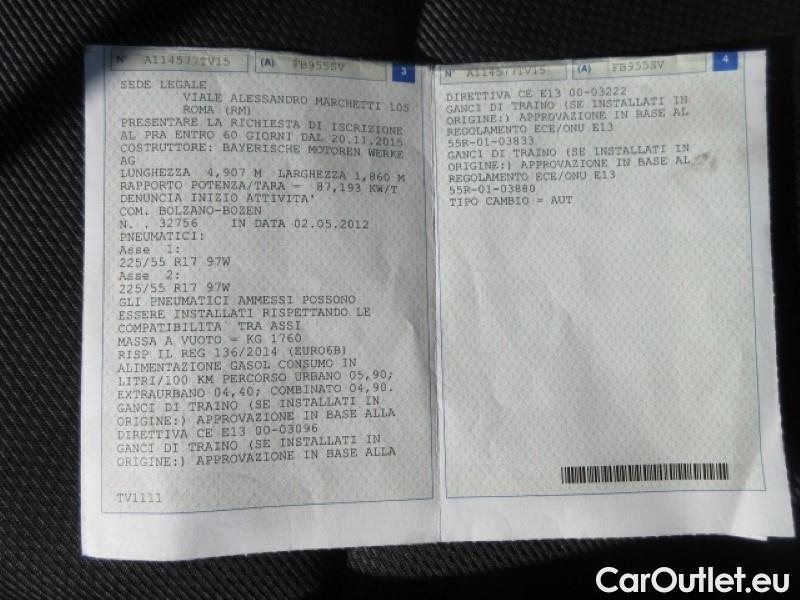 N° A114577TV15 (A) FB955SV 3
SEDE LEGALE
VIALE ALESSANDRO MARCHETTI 105
ROMA (RM)
PRESENTARE LA RICHIESTA DI ISCRIZIONE
AL PRA ENTRO 60 GIORNI DAL 20.11.2015
COSTRUTTORE: BAYERISCHE MOTOREN WERKE
AG
LUNGHEZZA 4,907 M LARGHEZZA 1,860 M
RAPPORTO POTENZA/TARA = 87,193 KW/T
DENUNCIA INIZIO ATTIVITA'
COM. BOLZANO-BOZEN
N. . 32756 IN DATA 02.05.2012
PNEUMATICI:
Asse 1:
225/55 R17 97W
Asse 2:
225/55 R17 97W
GLI PNEUMATICI AMMESSI POSSONO
ESSERE INSTALLATI RISPETTANDO LE
COMPATIBILITA' TRA ASSI
MASSA A VUOTO = KG 1760
RISP IL REG 136/2014 (EURO6B)
ALIMENTAZIONE GASOL CONSUMO IN
LITRI/100 KM PERCORSO URBANO 05,90;
EXTRAURBANO 04,40; COMBINATO 04,90.
GANCI DI TRAINO (SE INSTALLATI IN
ORIGINE:) APPROVAZIONE IN BASE ALLA
DIRETTIVA CE E13 00-03096
GANCI DI TRAINO (SE INSTALLATI IN
ORIGINE:) APPROVAZIONE IN BASE ALLA
TV1111
N° A114577TV15 (A) FB955SV 4
DIRETTIVA CE E13 00-03222
GANCI DI TRAINO (SE INSTALLATI IN
ORIGINE:) APPROVAZIONE IN BASE AL
REGOLAMENTO ECE/ONU E13
55R-01-03833
GANCI DI TRAINO (SE INSTALLATI IN
ORIGINE:) APPROVAZIONE IN BASE AL
REGOLAMENTO ECE/ONU E13
55R-01-03880
TIPO CAMBIO = AUT
CarOutlet.eu